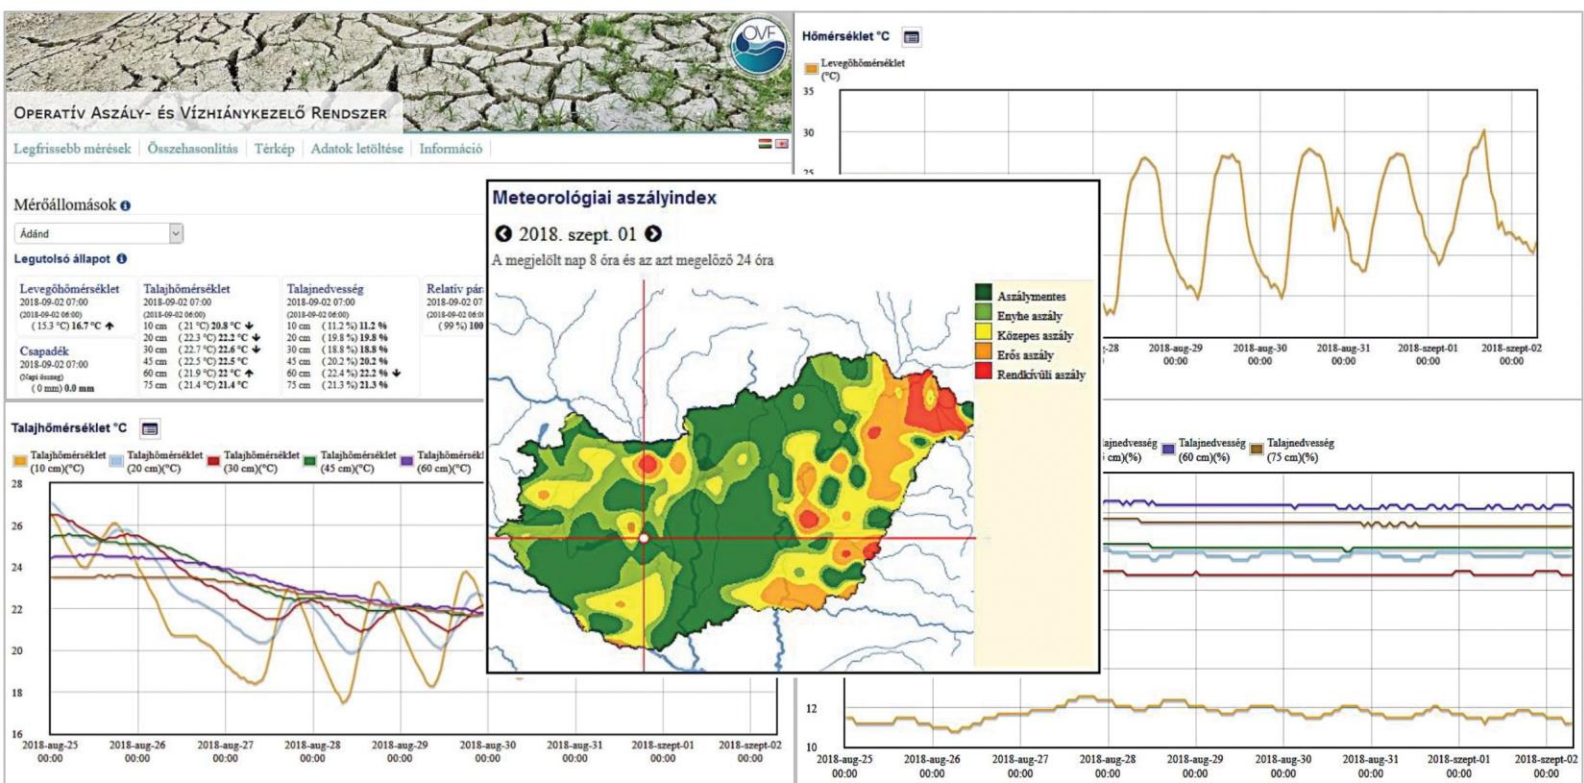 OVF
OPERATÍV ASZÁLY- ÉS VÍZHIÁNYKEZELŐ RENDSZER
Legfrissebb mérések
Összehasonlítás
Térkép
Adatok letöltése
Információ
Mérőállomások
Ádánd
Legutolsó állapot
Levegőhőmérséklet
2018-09-02 07:00
(2018-09-02 06:00)
(15.3 °C) 16.7 °C
Csapadék
2018-09-02 07:00
(Napi összeg)
(0 mm) 0.0 mm
Talajhőmérséklet
2018-09-02 07:00
(2018-09-02 06:00)
10 cm (21 °C) 20.8 °C
20 cm (22.3 °C) 22.2 °C
30 cm (22.7 °C) 22.6 °C
45 cm (22.5 °C) 22.5 °C
60 cm (21.9 °C) 22 °C
75 cm (21.4 °C) 21.4 °C
Talajnedvesség
2018-09-02 07:00
(2018-09-02 06:00)
10 cm (11.2 %) 11.2 %
20 cm (19.8 %) 19.8 %
30 cm (18.8 %) 18.8 %
45 cm (20.2 %) 20.2 %
60 cm (22.4 %) 22.2 %
75 cm (21.3 %) 21.3 %
Relatív pár
2018-09-02 07
(2018-09-02 06:0
(99 %) 100
Hőmérséklet °C
Levegőhőmérséklet
(°C)
35
30
25
-28 2018-aug-29 2018-aug-30 2018-aug-31 2018-szept-01 2018-szept-02
00:00 00:00 00:00 00:00 00:00
Meteorológiai aszályindex
2018. szept. 01
A megjelölt nap 8 óra és az azt megelőző 24 óra
Aszálymentes
Enyhe aszály
Közepes aszály
Erős aszály
Rendkívüli aszály
Talajhőmérséklet °C
Talajhőmérséklet
(10 cm)(°C)
Talajhőmérséklet
(20 cm)(°C)
Talajhőmérséklet
(30 cm)(°C)
Talajhőmérséklet
(45 cm)(°C)
Talajhőmérsékl
(60 cm)(°C)
28
26
24
22
20
18
16
2018-aug-25 2018-aug-26 2018-aug-27 2018-aug-28 2018-aug-29 2018-aug-30 2018-aug-31 2018-szept-01 2018-szept-02
00:00 00:00 00:00 00:00 00:00 00:00 00:00 00:00 00:00
ajnedvesség
cm)(%)
Talajnedvesség
(60 cm)(%)
Talajnedvesség
(75 cm)(%)
12
10
2018-aug-25 2018-aug-26 2018-aug-27 2018-aug-28 2018-aug-29 2018-aug-30 2018-aug-31 2018-szept-01 2018-szept-02
00:00 00:00 00:00 00:00 00:00 00:00 00:00 00:00 00:00